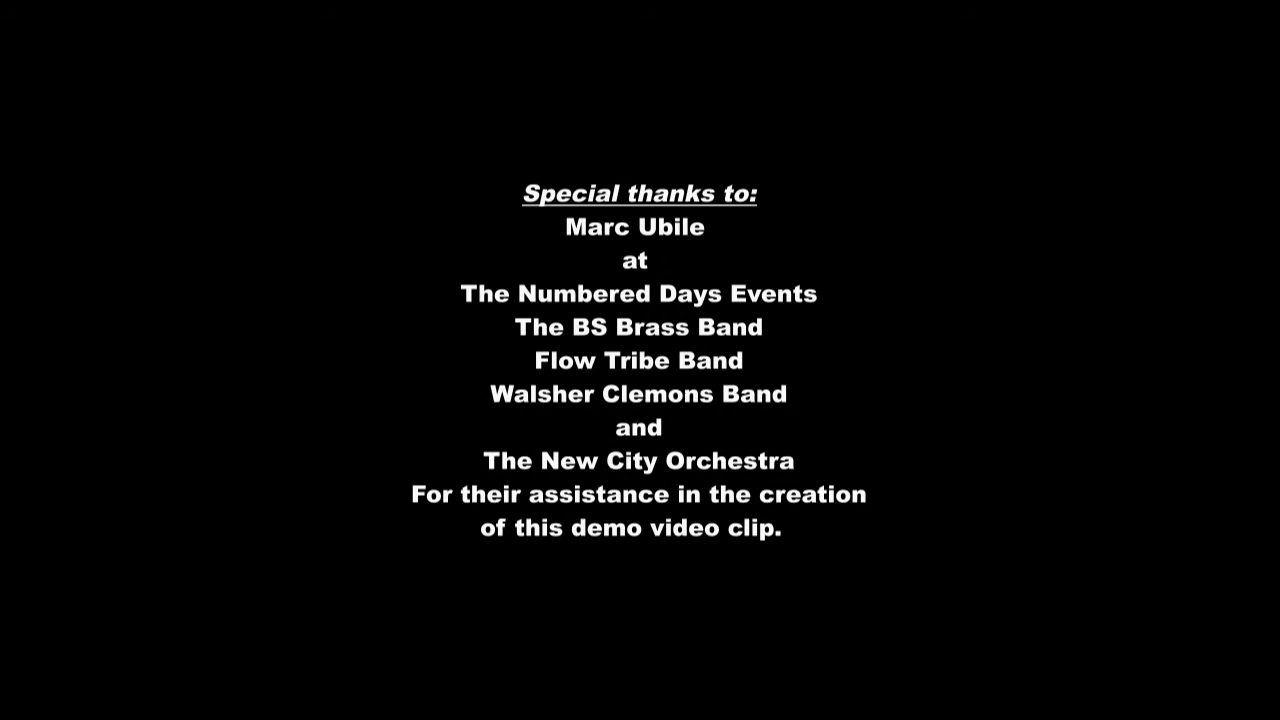 Special thanks to:
Marc Ubile
at
The Numbered Days Events
The BS Brass Band
Flow Tribe Band
Walsher Clemons Band
and
The New City Orchestra
For their assistance in the creation
of this demo video clip.